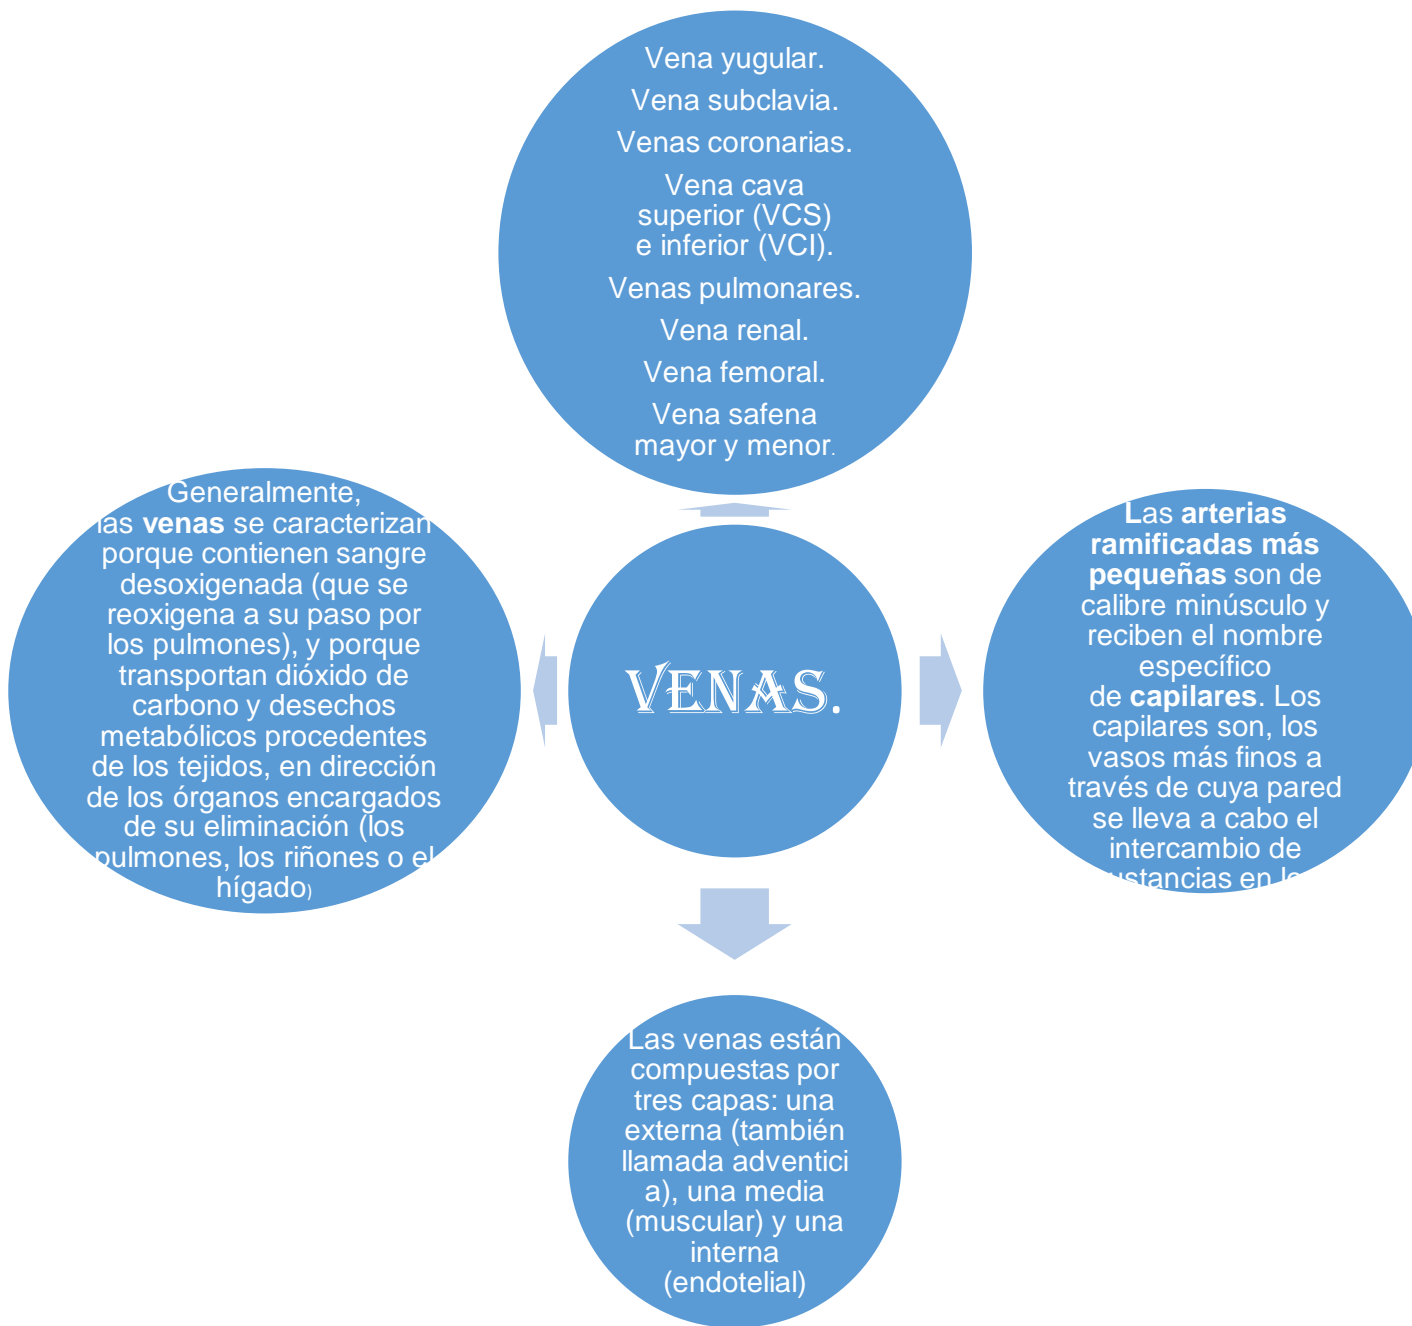 Vena yugular.
Vena subclavia.
Venas coronarias.
Vena cava
superior (VCS)
e inferior (VCI).
Venas pulmonares.
Vena renal.
Vena femoral.
Vena safena
mayor y menor.
Generalmente,
las venas se caracterizan
porque contienen sangre
desoxigenada (que se
reoxigena a su paso por
los pulmones), y porque
transportan dióxido de
carbono y desechos
metabólicos procedentes
de los tejidos, en dirección
de los órganos encargados
de su eliminación (los
pulmones, los riñones o el
hígado)
VENAS.
Las arterias
ramificadas más
pequeñas son de
calibre minúsculo y
reciben el nombre
específico
de capilares. Los
capilares son, los
vasos más finos a
través de cuya pared
se lleva a cabo el
intercambio de
sustancias en
Las venas están
compuestas por
tres capas: una
externa (también
llamada adventici
a), una media
(muscular) y una
interna
(endotelial)